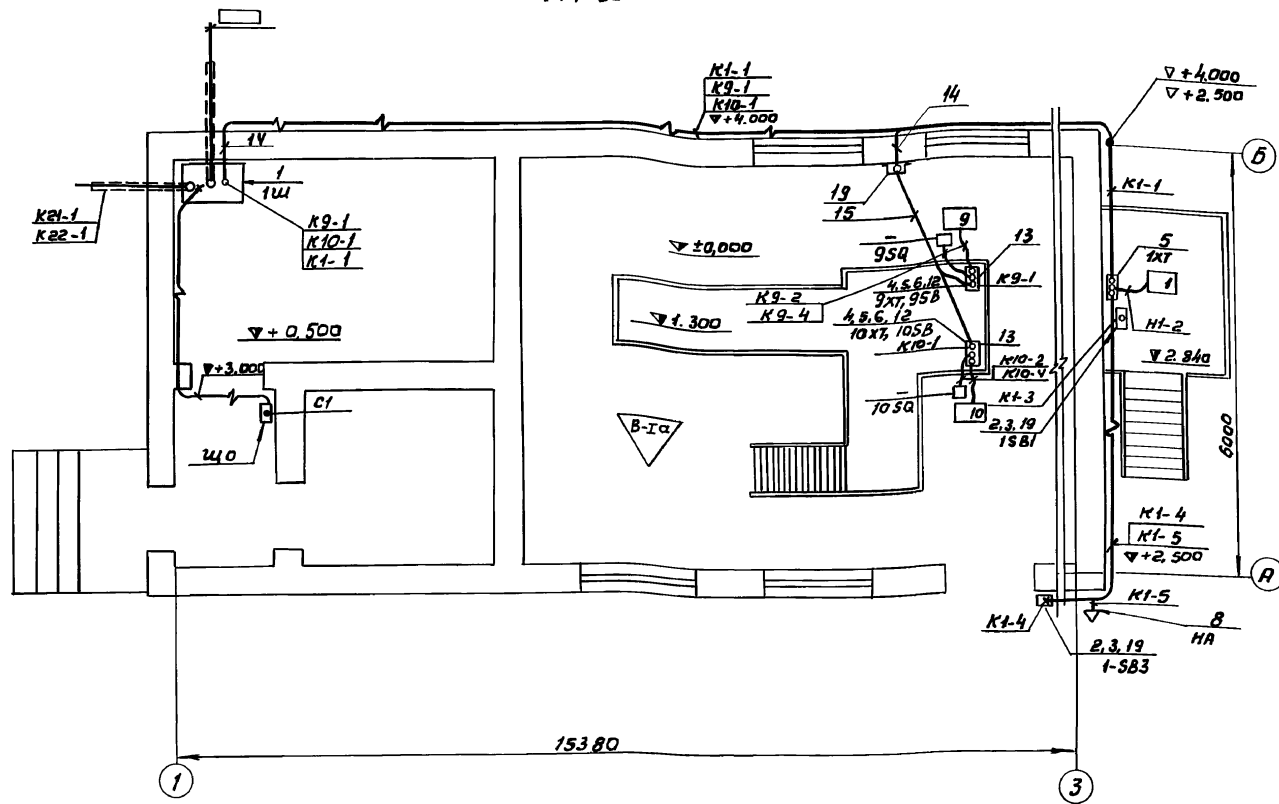 К1-1
К9-1
К10-1
+4.000
14
+4.000
+2.500
Б
14
1
1Ш
К21-1
К22-1
К9-1
К10-1
К1-1
19
15
К1-1
9
-
9SQ
13
±0,000
5
1ХТ
1
4,5,6,12
9ХТ, 9SB
К9-1
К9-2
К9-4
4,5,6,12
10ХТ, 10SB
К10-1
13
Н1-2
1.300
+0,500
2.840
К10-2
К10-4
К1-3
+3,000
С1
-
10SQ
10
2,3,19
1SB1
6000
В-Iа
ЩО
К1-4
К1-5
+2,500
А
К1-4
К1-5
8
НА
2,3,19
1-SB3
15380
1
3